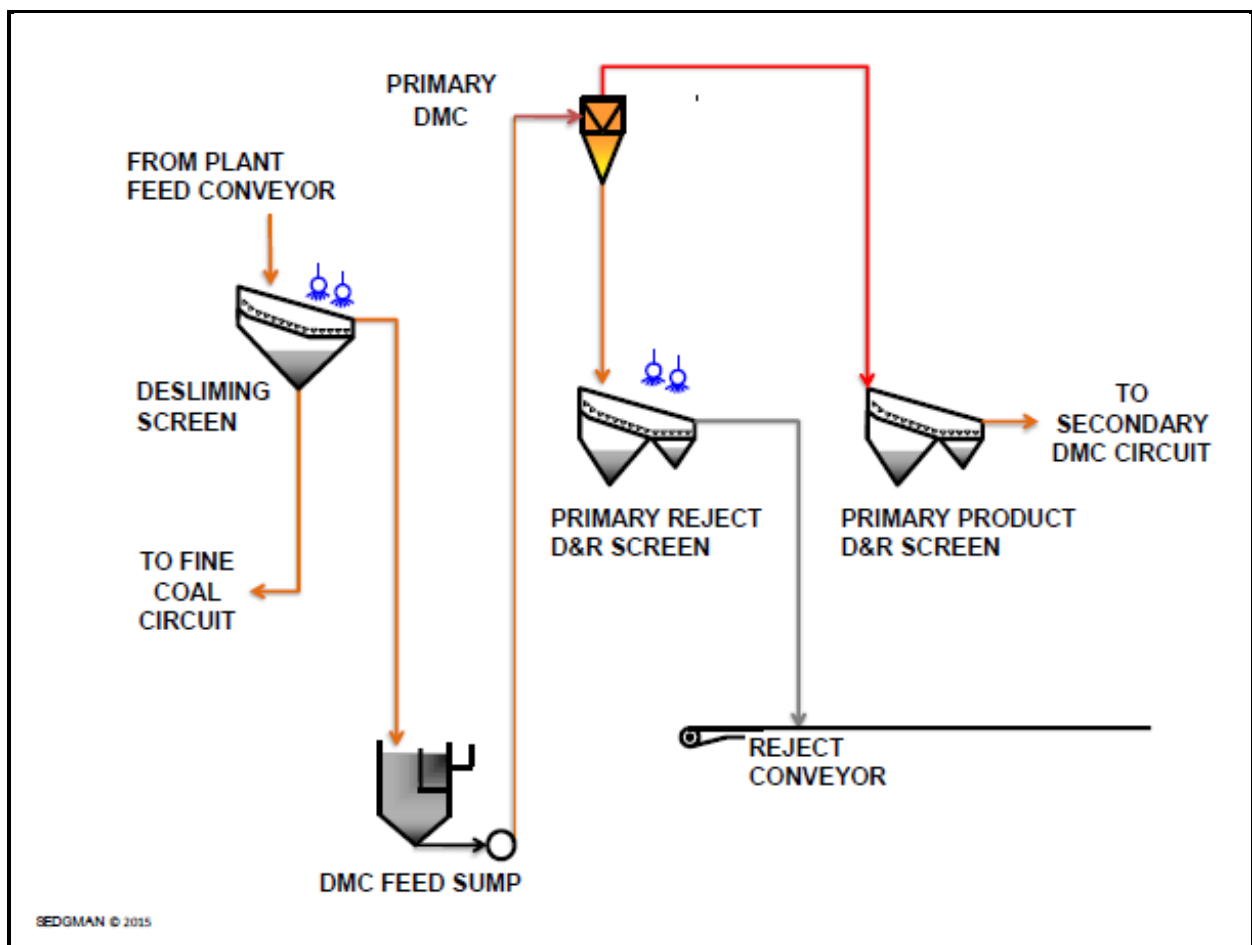 PRIMARY
DMC
FROM PLANT
FEED CONVEYOR
DESLIMING
SCREEN
TO
SECONDARY
DMC CIRCUIT
PRIMARY REJECT
D&R SCREEN
PRIMARY PRODUCT
D&R SCREEN
TO FINE
COAL
CIRCUIT
REJECT
CONVEYOR
DMC FEED SUMP
SEDGMAN © 2015